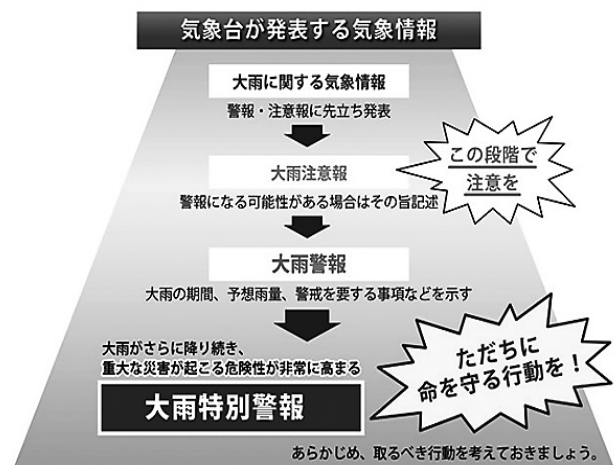 気象台が発表する気象情報
大雨に関する気象情報
警報・注意報に先立ち発表
大雨注意報
この段階で
注意を
警報になる可能性がある場合はその旨記述
大雨警報
大雨の期間、予想雨量、警戒を要する事項などを示す
大雨がさらに降り続き、
重大な災害が起こる危険性が非常に高まる
ただちに
命を守る行動を！
大雨特別警報
あらかじめ、取るべき行動を考えておきましょう。